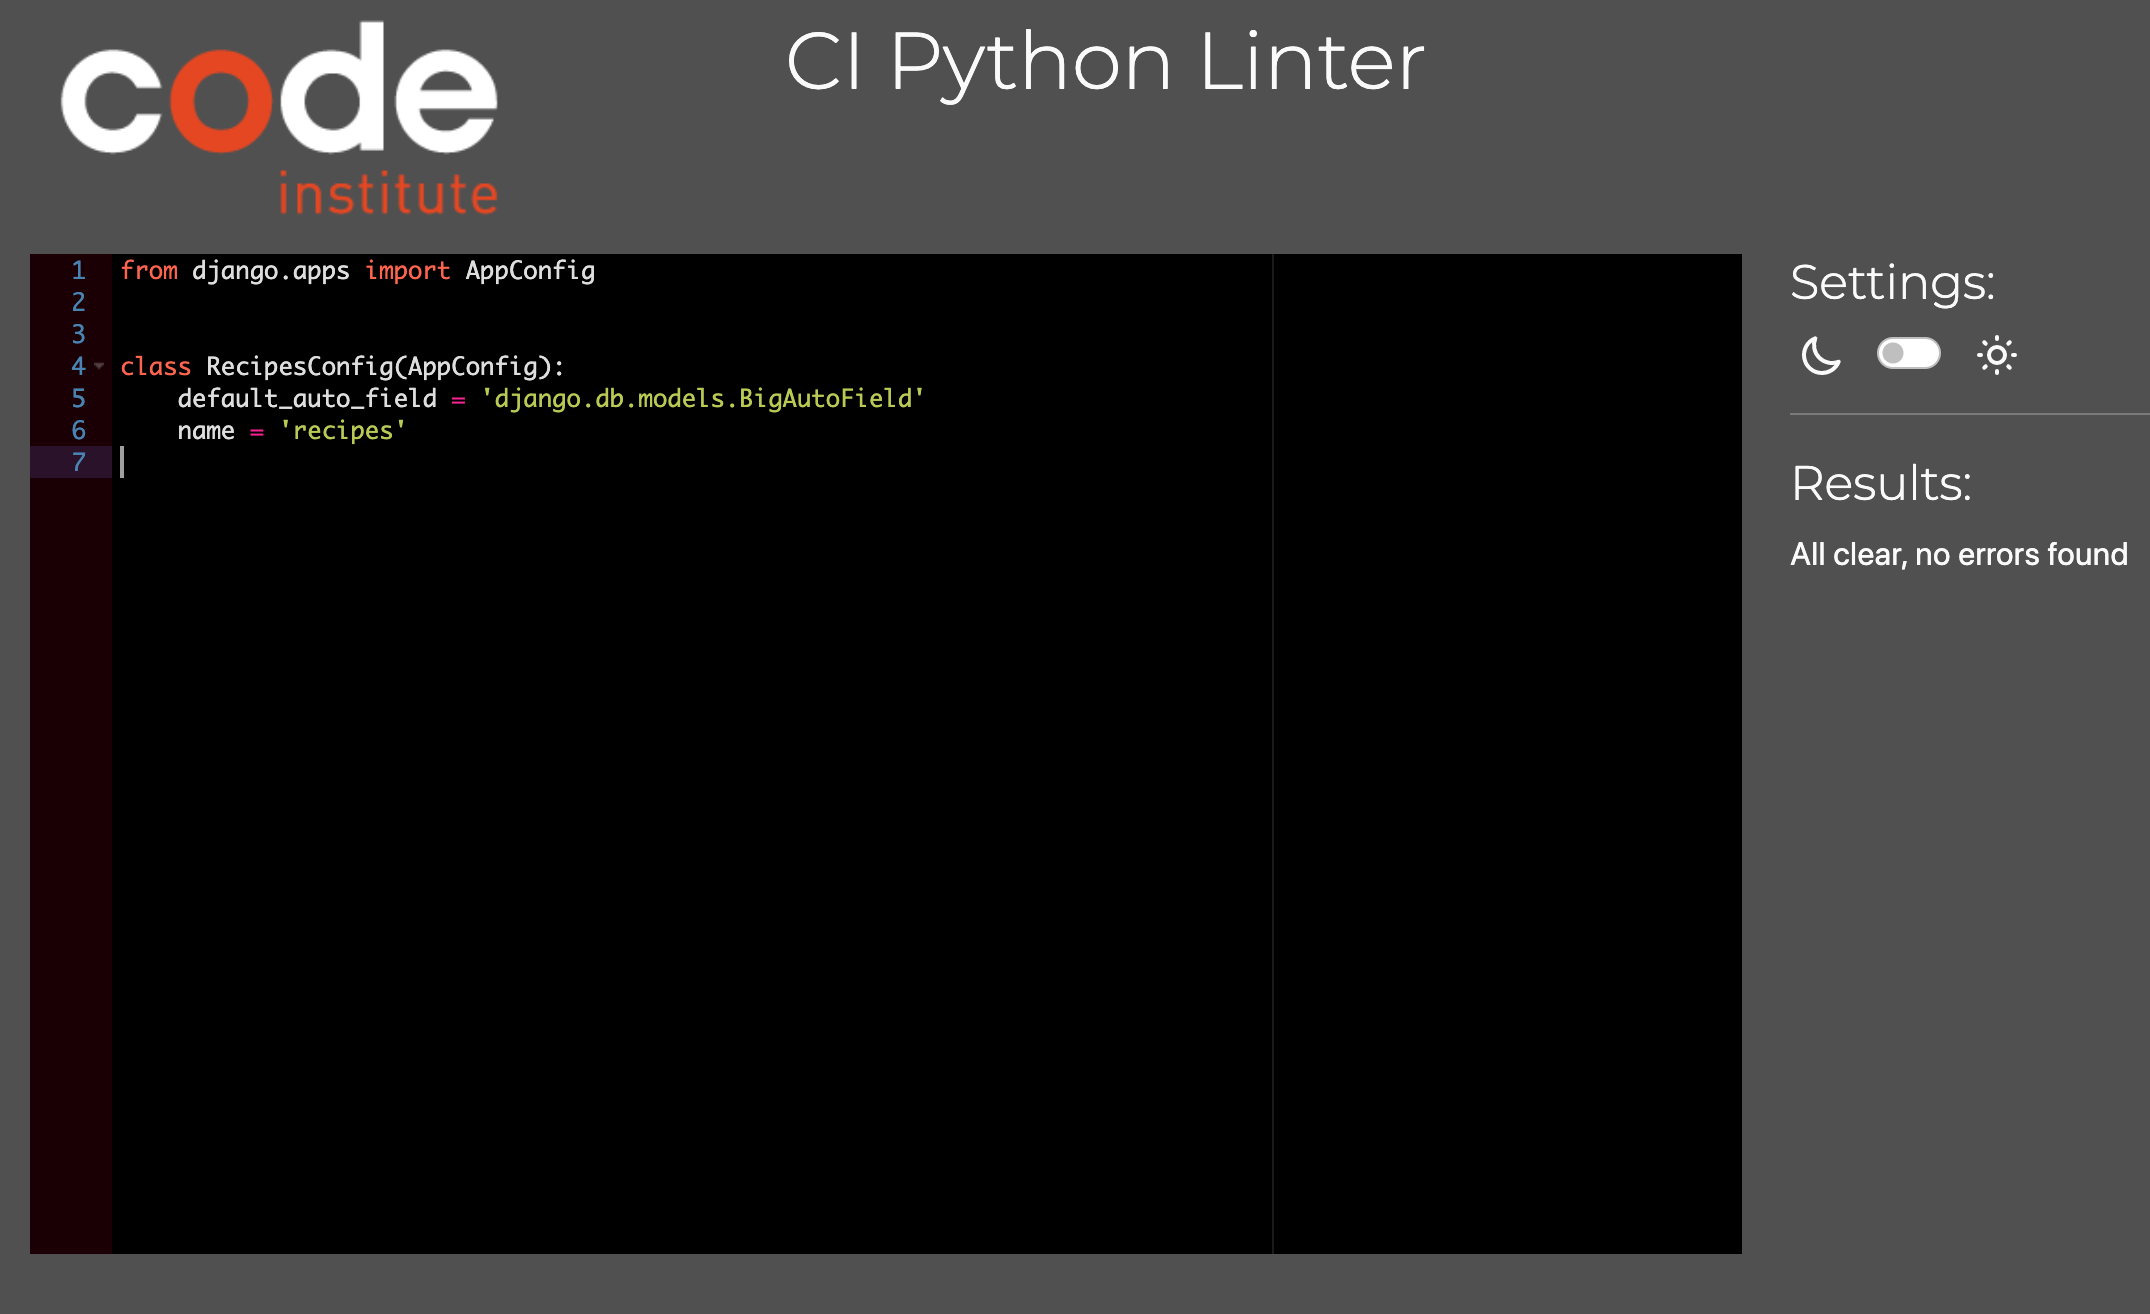 code
institute
CI Python Linter
1 from django.apps import AppConfig
2
3
4 class RecipesConfig(AppConfig):
5     default_auto_field = 'django.db.models.BigAutoField'
6     name = 'recipes'
7
Settings:
Results:
All clear, no errors found